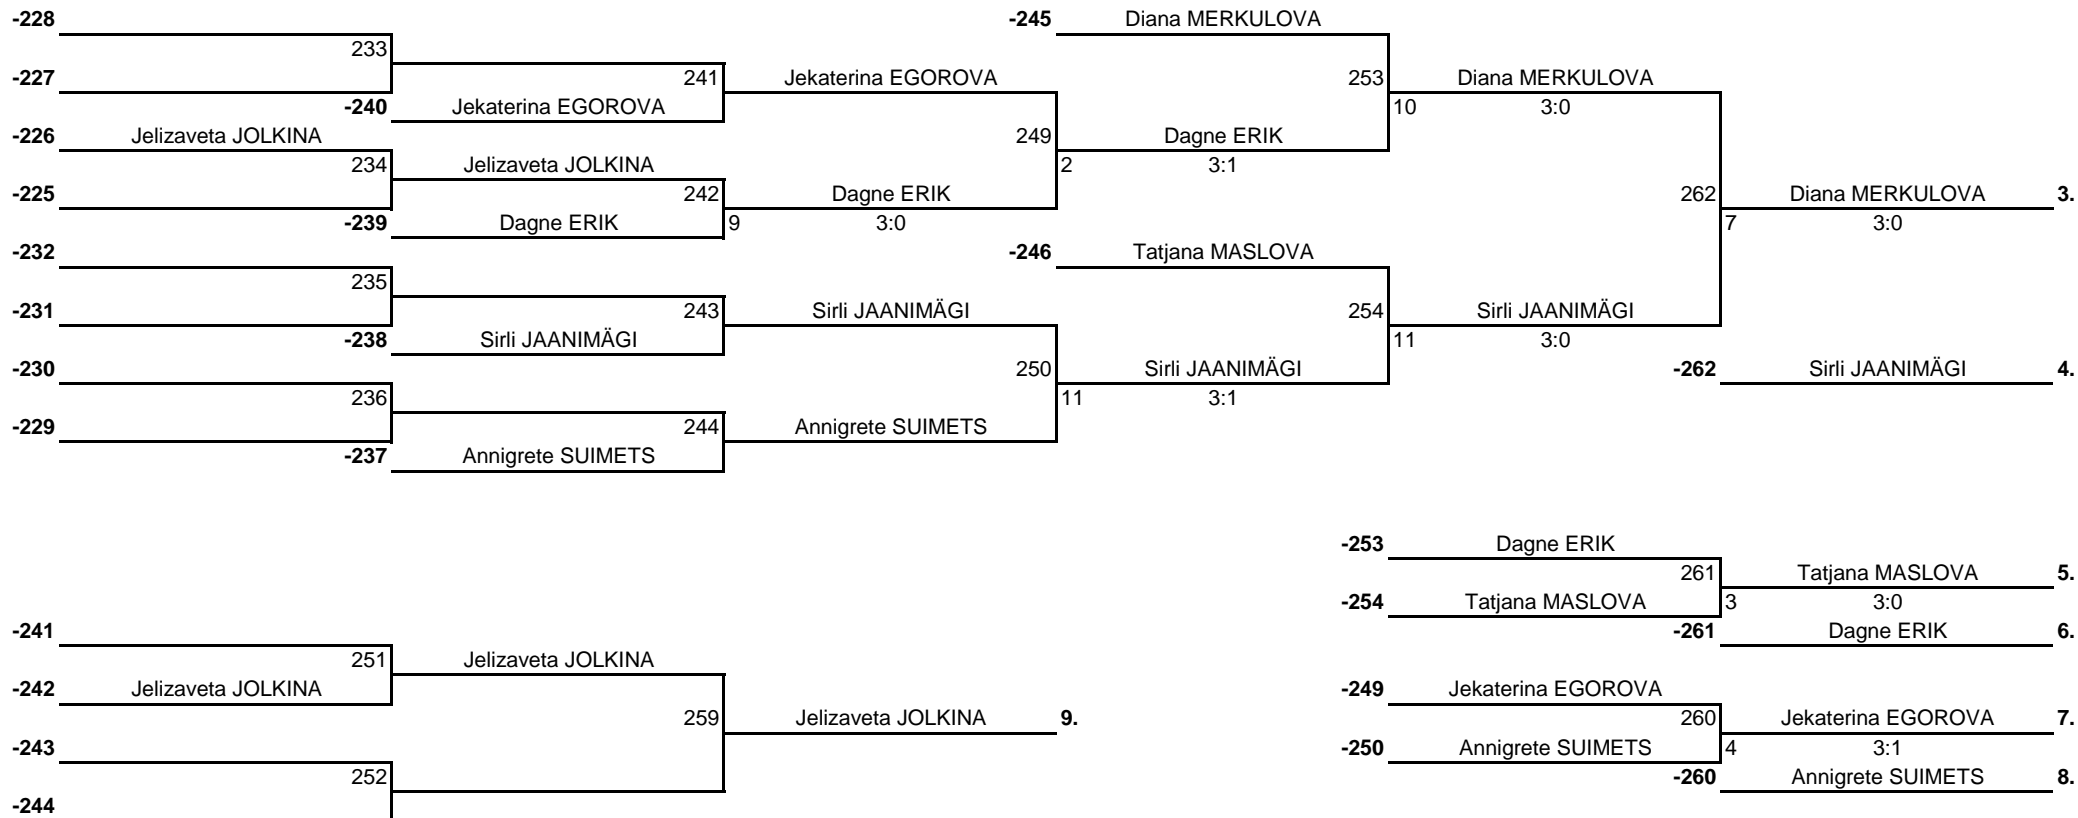 -228 -245 Diana MERKULOVA
233
-227 241 Jekaterina EGOROVA 253 Diana MERKULOVA
-240 Jekaterina EGOROVA 10 3:0
-226 Jelizaveta JOLKINA 249 Dagne ERIK
234 Jelizaveta JOLKINA 2 3:1
-225 242 Dagne ERIK 262 Diana MERKULOVA 3.
-239 Dagne ERIK 9 3:0 7 3:0
-232 -246 Tatjana MASLOVA
235
-231 243 Sirli JAANIMÄGI 254 Sirli JAANIMÄGI
-238 Sirli JAANIMÄGI 11 3:0
-230 250 Sirli JAANIMÄGI -262 Sirli JAANIMÄGI 4.
236 11 3:1
-229 244 Annigrete SUIMETS
-237 Annigrete SUIMETS
-253 Dagne ERIK
261 Tatjana MASLOVA 5.
-254 Tatjana MASLOVA 3 3:0
-241 -261 Dagne ERIK 6.
251 Jelizaveta JOLKINA
-242 Jelizaveta JOLKINA -249 Jekaterina EGOROVA
259 Jelizaveta JOLKINA 9. 260 Jekaterina EGOROVA 7.
-243 -250 Annigrete SUIMETS 4 3:1
252 -260 Annigrete SUIMETS 8.
-244